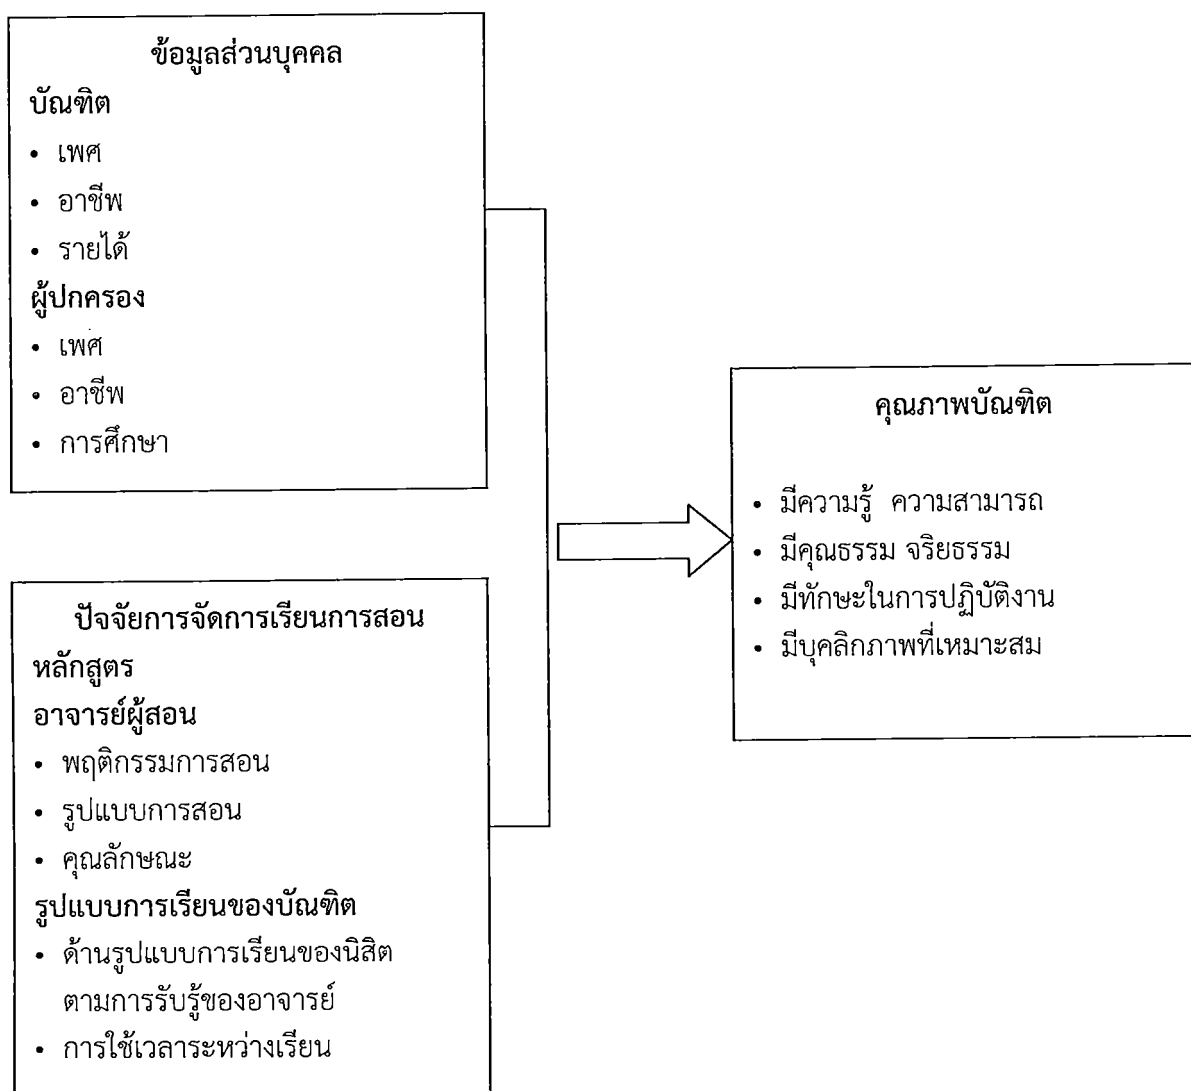 ข้อมูลส่วนบุคคล
บัณฑิต
• เพศ
• อาชีพ
• รายได้
ผู้ปกครอง
• เพศ
• อาชีพ
• การศึกษา
ปัจจัยการจัดการเรียนการสอน
หลักสูตร
อาจารย์ผู้สอน
• พฤติกรรมการสอน
• รูปแบบการสอน
• คุณลักษณะ
รูปแบบการเรียนของบัณฑิต
• ด้านรูปแบบการเรียนของนิสิต
ตามการรับรู้ของอาจารย์
• การใช้เวลาระหว่างเรียน
คุณภาพบัณฑิต
• มีความรู้ ความสามารถ
• มีคุณธรรม จริยธรรม
• มีทักษะในการปฏิบัติงาน
• มีบุคลิกภาพที่เหมาะสม